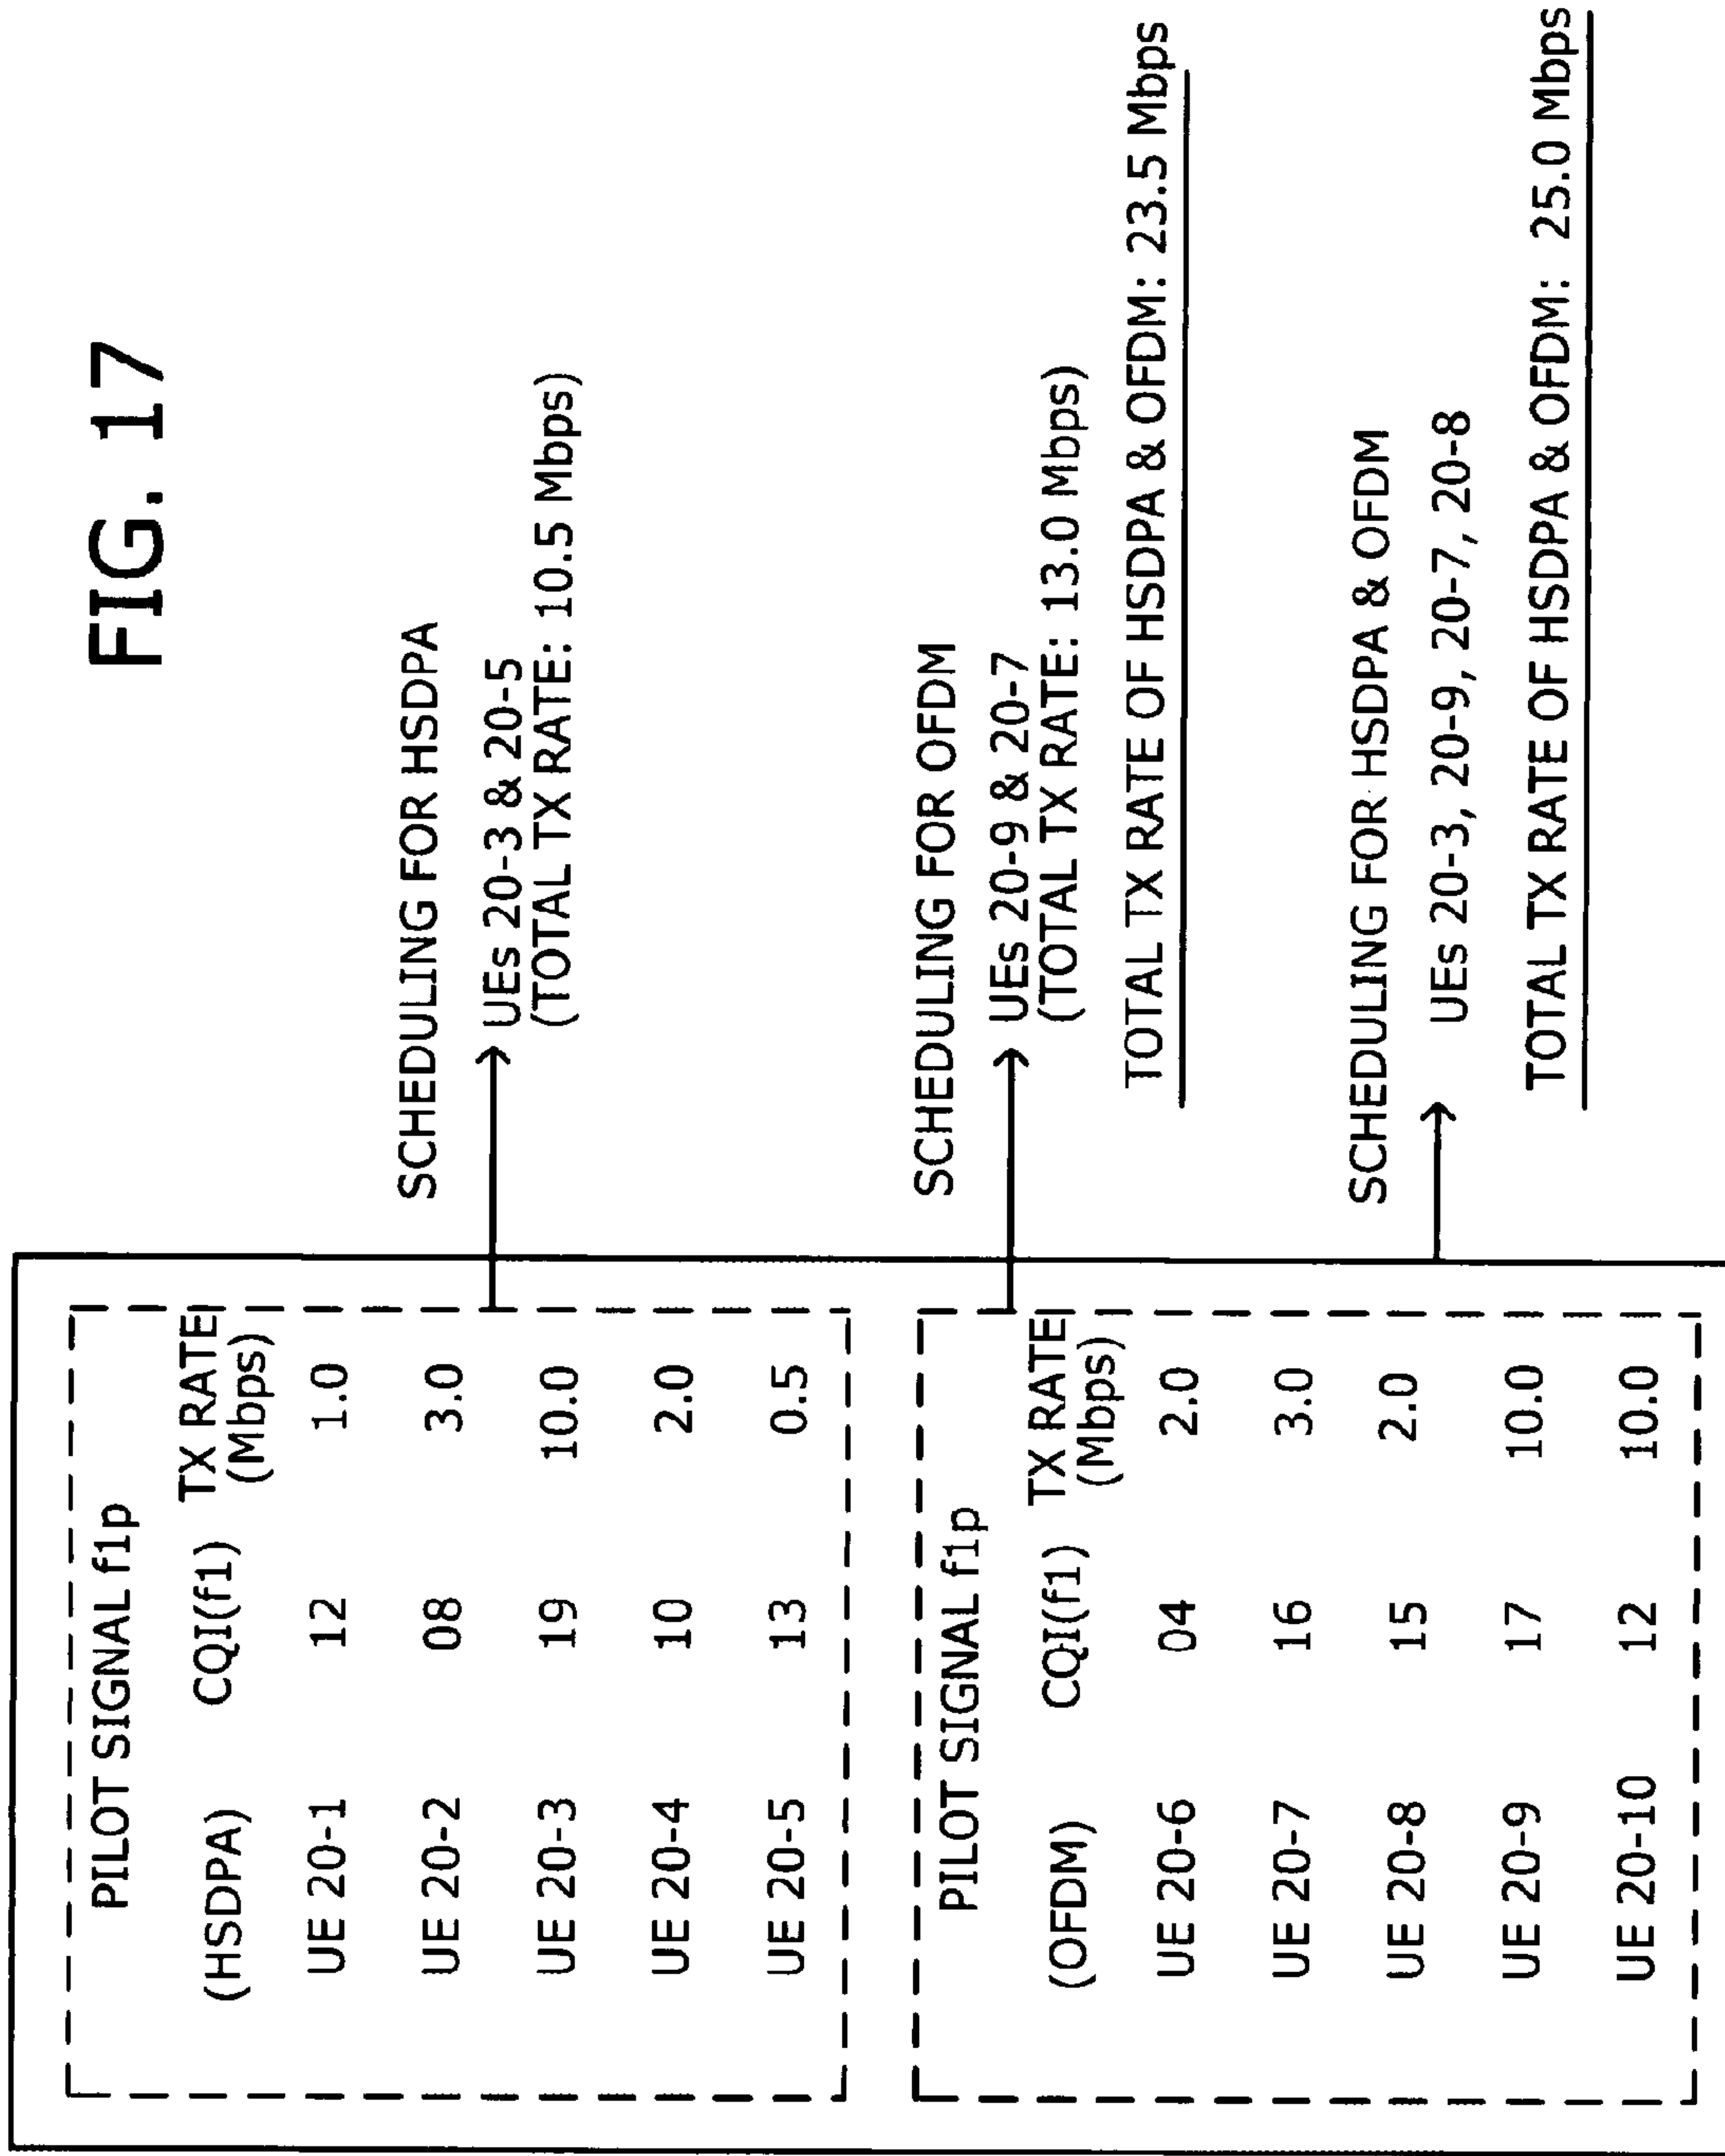 FIG. 17
PILOT SIGNAL f1p
(HSDPA) CQI(f1) TX RATE
(Mbps)
UE 20-1 12 1.0
UE 20-2 08 3.0
UE 20-3 19 10.0
UE 20-4 10 2.0
UE 20-5 13 0.5
SCHEDULING FOR HSDPA
UEs 20-3 & 20-5
(TOTAL TX RATE: 10.5 Mbps)
PILOT SIGNAL f1p
(OFDM) CQI(f1) TX RATE
(Mbps)
UE 20-6 04 2.0
UE 20-7 16 3.0
UE 20-8 15 2.0
UE 20-9 17 10.0
UE 20-10 12 10.0
SCHEDULING FOR OFDM
UEs 20-9 & 20-7
(TOTAL TX RATE: 13.0 Mbps)
TOTAL TX RATE OF HSDPA & OFDM: 23.5 Mbps
SCHEDULING FOR HSDPA & OFDM
UEs 20-3, 20-9, 20-7, 20-8
TOTAL TX RATE OF HSDPA & OFDM: 25.0 Mbps